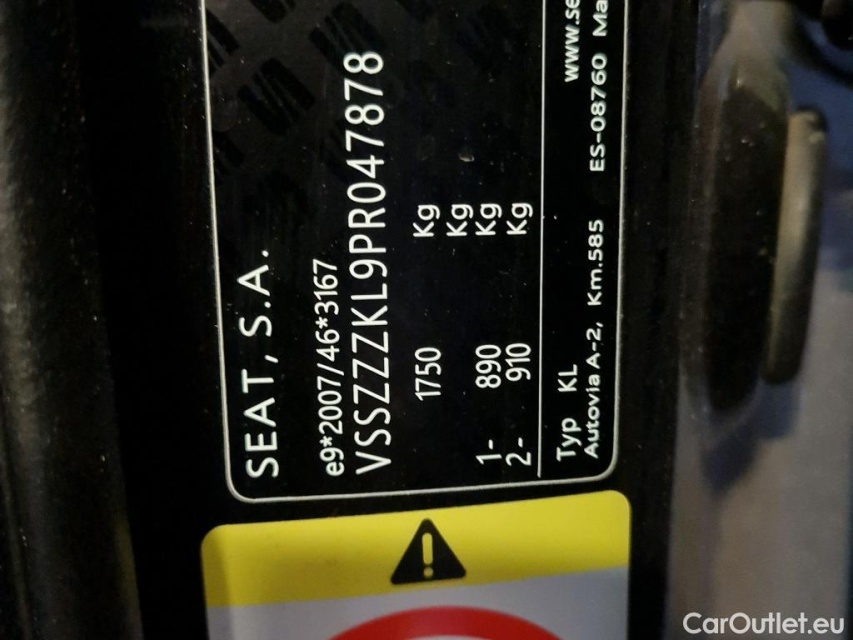 SEAT, S.A.
e9*2007/46*3167
VSSZZZKL9PR047878
1750 Kg
Kg
1- 890 Kg
2- 910 Kg
Typ KL www.se
Autovia A-2, Km.585 ES-08760 Ma
CarOutlet.eu